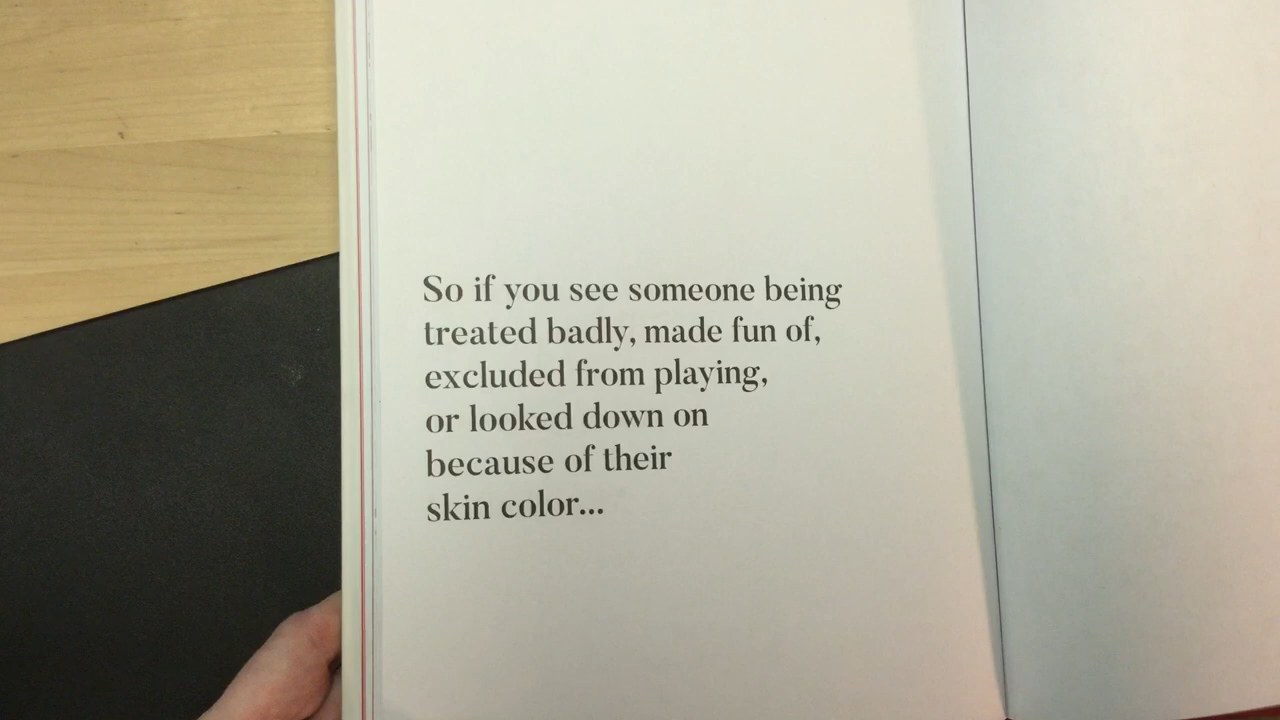 So if you see someone being
treated badly, made fun of,
excluded from playing,
or looked down on
because of their
skin color...